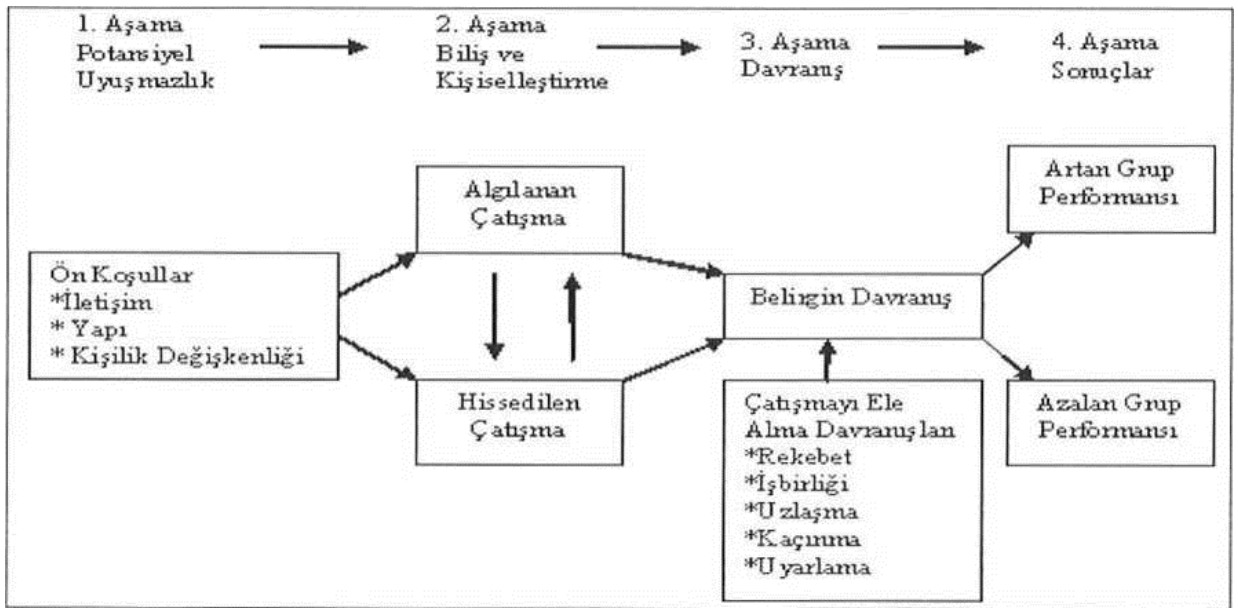 1. Aşama
Potansiyel
Uyuşmazlık
2. Aşama
Biliş ve
Kişiselleştirme
3. Aşama
Davranış
4. Aşama
Sonuçlar
Ön Koşullar
*İletişim
* Yapı
* Kişilik Değişkenliği
Algılanan
Çatışma
Hissedilen
Çatışma
Belirgin Davranış
Çatışmayı Ele
Alma Davranışları
*Rekebet
*İşbirliği
*Uzlaşma
*Kaçınma
*Uyarlama
Artan Grup
Performansı
Azalan Grup
Performansı